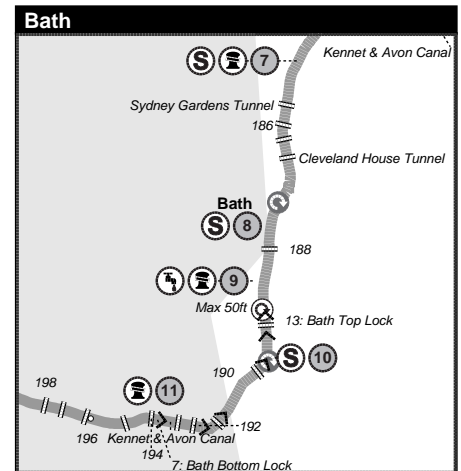 Bath
S 7
Kennet & Avon Canal
Sydney Gardens Tunnel
186
Cleveland House Tunnel
Bath
S 8
188
9
Max 50ft
13: Bath Top Lock
S 10
190
198
11
192
196
Kennet & Avon Canal
194
7: Bath Bottom Lock